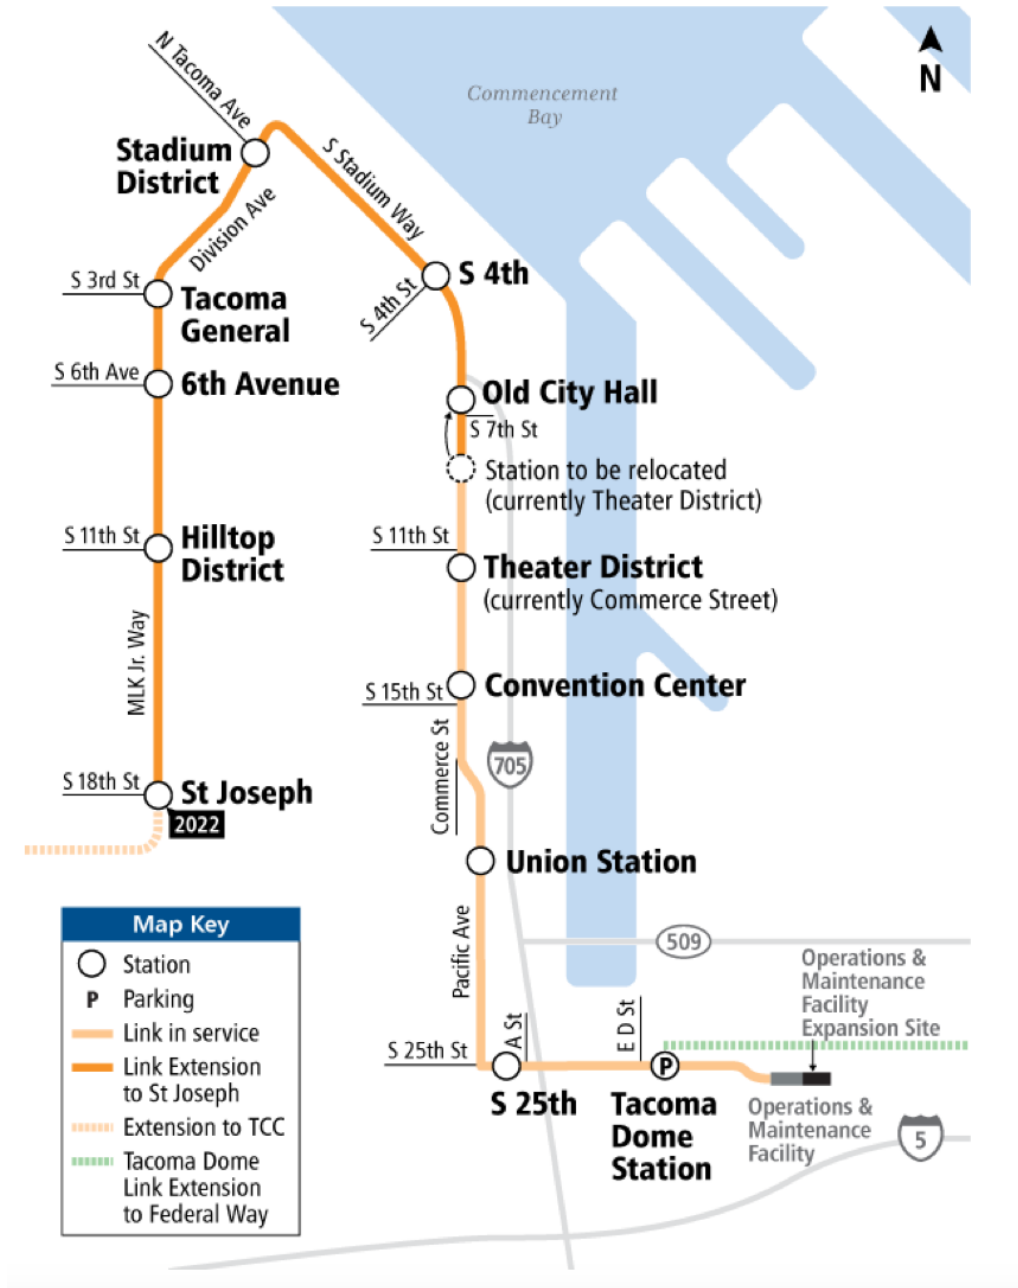 N
Commencement
Bay
N Tacoma Ave
Stadium
District
S Stadium Way
Division Ave
S 3rd St
Tacoma
General
S 4th
S 4th St
S 6th Ave
6th Avenue
Old City Hall
S 7th St
Station to be relocated
(currently Theater District)
S 11th St
Hilltop
District
S 11th St
Theater District
(currently Commerce Street)
MLK Jr. Way
S 15th St
Convention Center
Commerce St
705
S 18th St
St Joseph
2022
Union Station
Pacific Ave
509
Operations &
Maintenance
Facility
Expansion Site
S 25th St
A St
E D St
P
S 25th
Tacoma
Dome
Station
Operations &
Maintenance
Facility
5
Map Key
Station
P
Parking
Link in service
Link Extension
to St Joseph
Extension to TCC
Tacoma Dome
Link Extension
to Federal Way